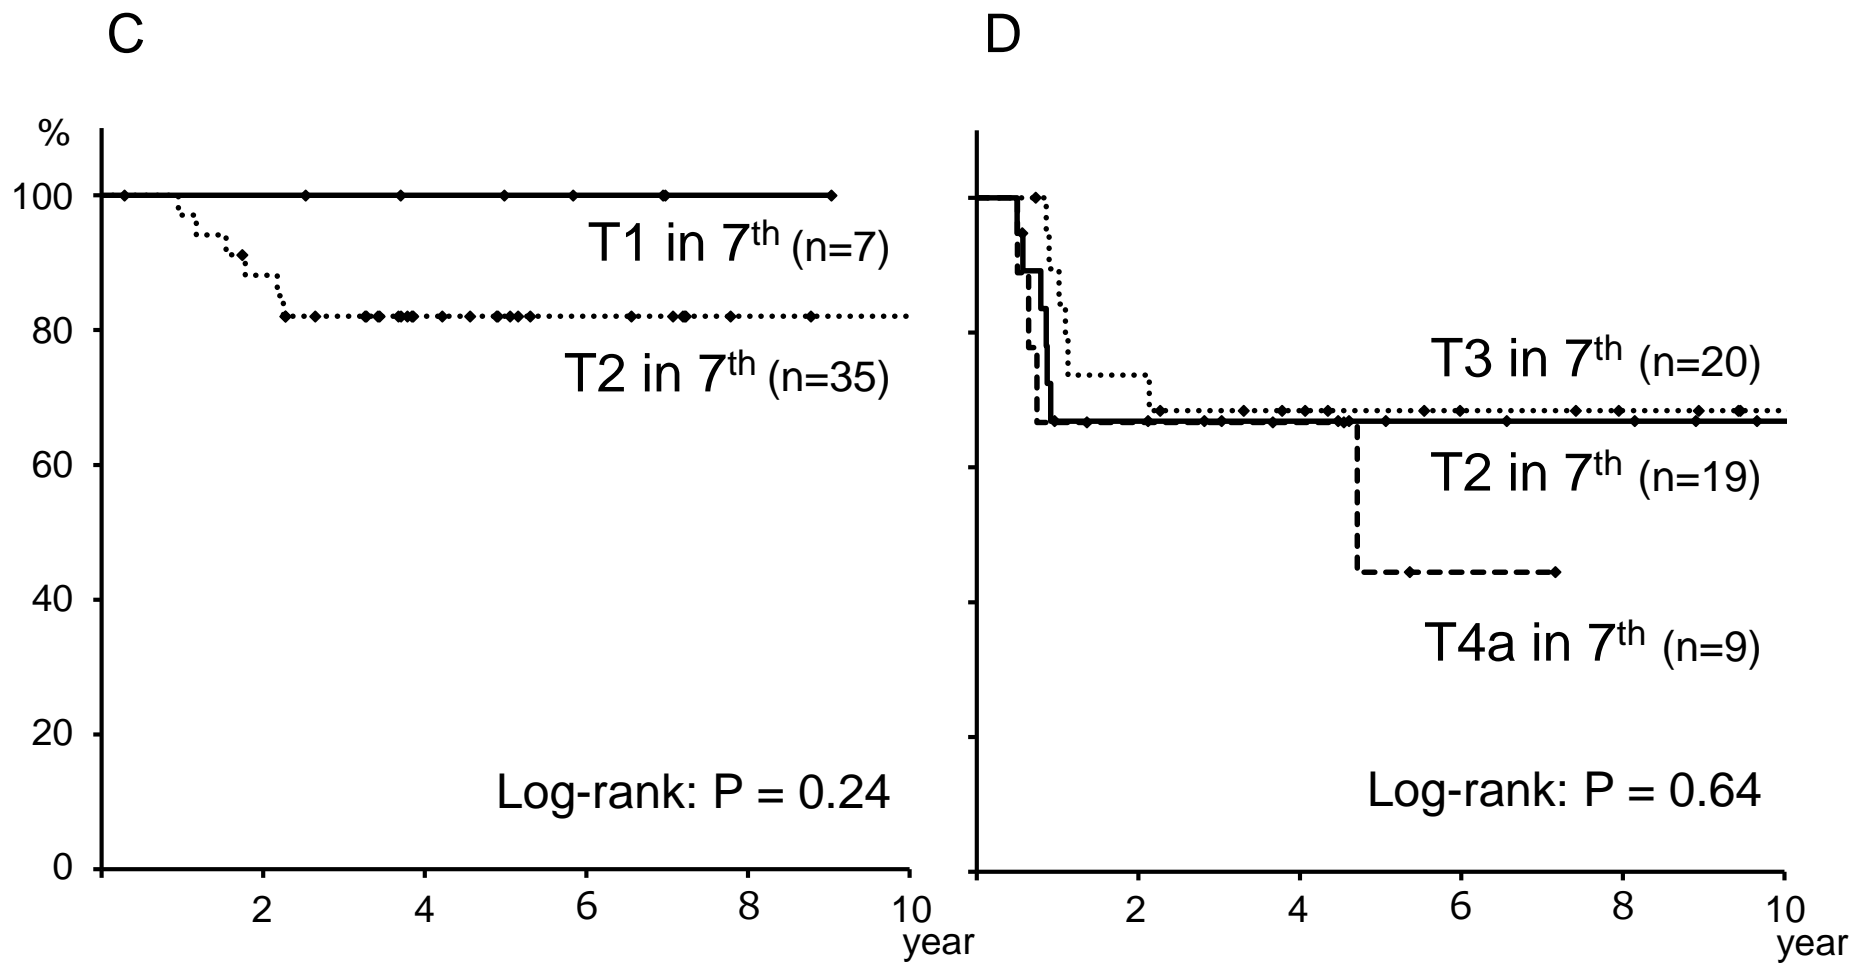 C
%
100
80
60
40
20
0
T1 in 7th (n=7)
T2 in 7th (n=35)
Log-rank: P = 0.24
2 4 6 8 10
year
D
T3 in 7th (n=20)
T2 in 7th (n=19)
T4a in 7th (n=9)
Log-rank: P = 0.64
2 4 6 8 10
year